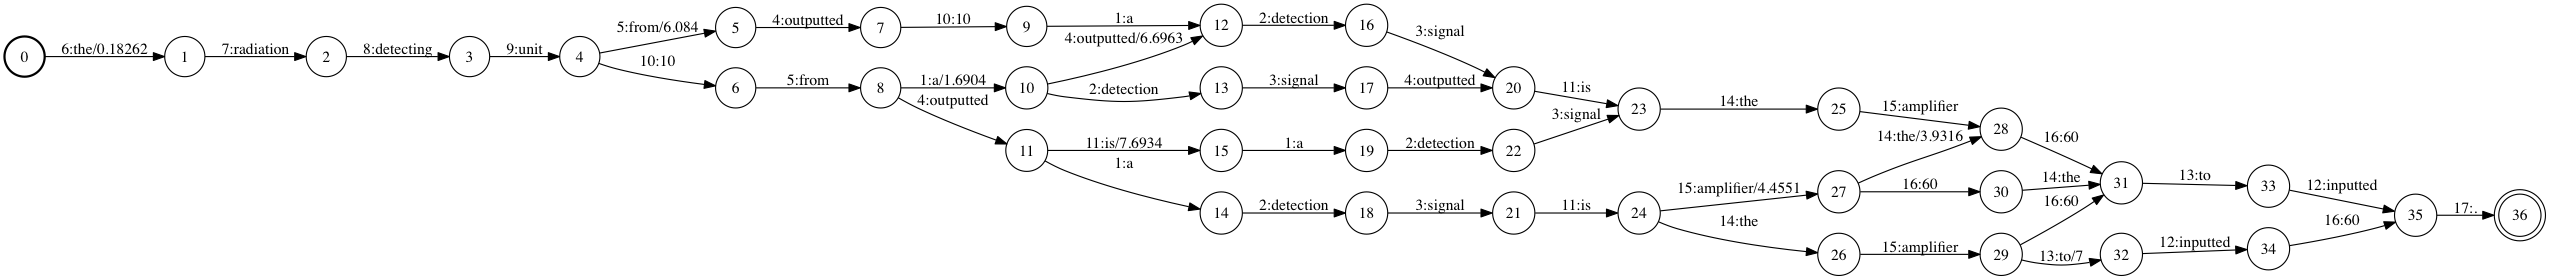 0 6:the/0.18262 1 7:radiation 2 8:detecting 3 9:unit 4
5:from/6.084 5 4:outputted 7 10:10 9 1:a 12 2:detection 16 3:signal
10:10 6 5:from 8 1:a/1.6904 10 4:outputted/6.6963
2:detection 13 3:signal 17 4:outputted 20 11:is 23 14:the 25 15:amplifier 28 16:60
4:outputted 11 11:is/7.6934 15 1:a 19 2:detection 22 3:signal
1:a 14 2:detection 18 3:signal 21 11:is 24 15:amplifier/4.4551 27 14:the/3.9316
16:60 30 14:the 31 13:to 33 12:inputted 35 17:. 36
14:the 26 15:amplifier 29 16:60
13:to/7 32 12:inputted 34 16:60